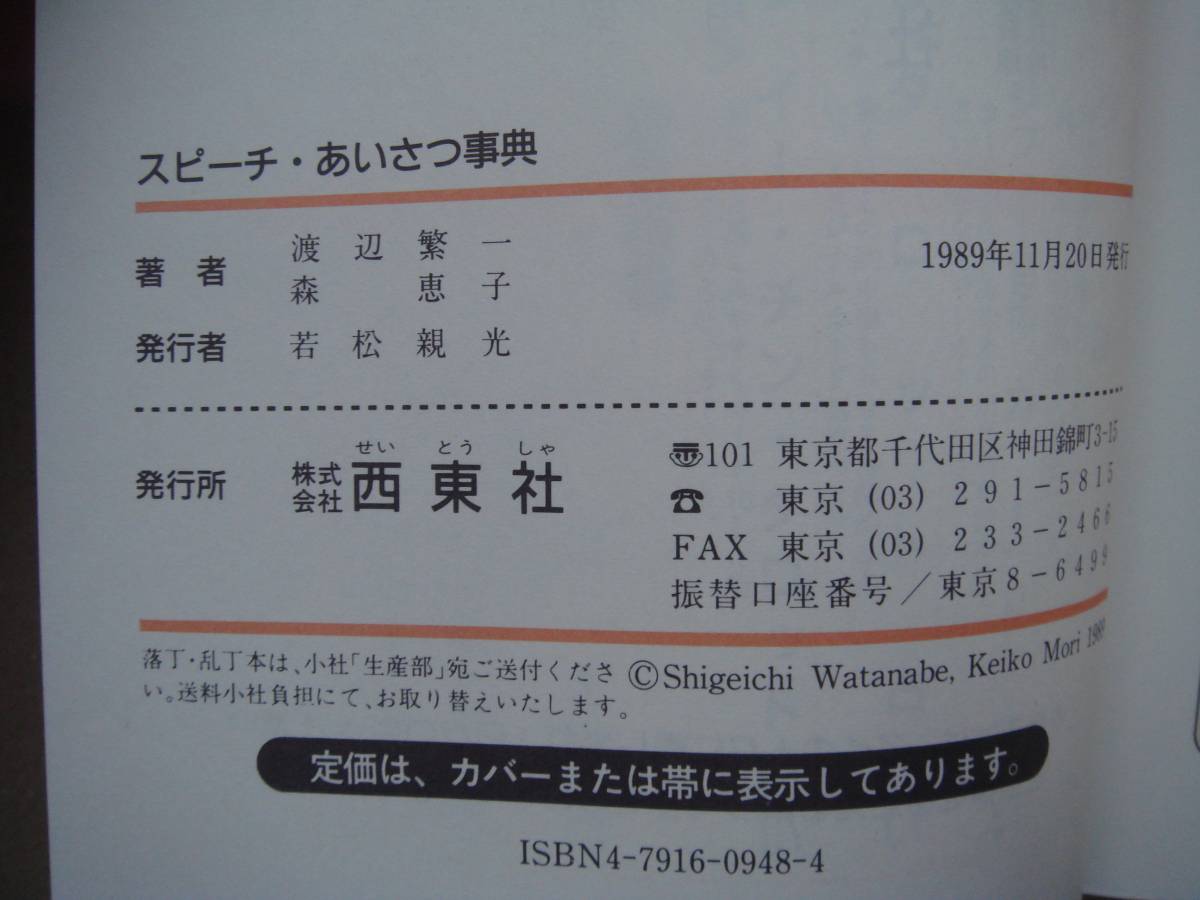 スピーチ・あいさつ事典
著者 渡辺繁一
森恵子
1989年11月20日発行
発行者 若松親光
発行所 株式会社 西東社
せいとうしゃ
〠101 東京都千代田区神田錦町3-15
☎ 東京 (03) 291-5815
FAX 東京 (03) 233-2466
振替口座番号/東京8-6499
落丁・乱丁本は、小社「生産部」宛ご送付くださ
い。送料小社負担にて、お取り替えいたします。
©Shigeichi Watanabe, Keiko Mori 1989
定価は、カバーまたは帯に表示してあります。
ISBN4-7916-0948-4